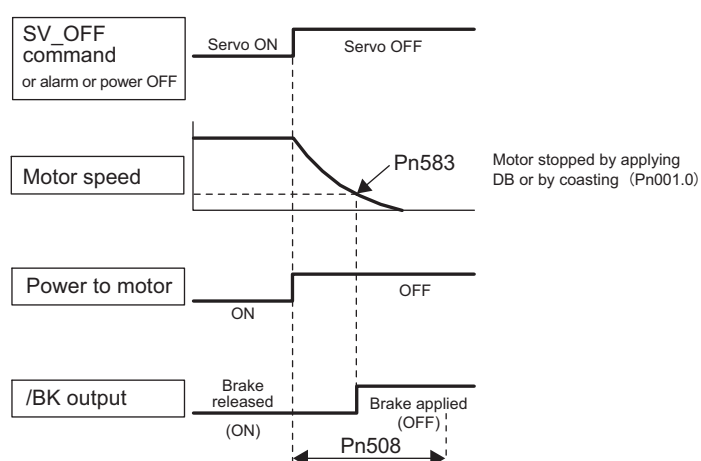 SV_OFF
command
or alarm or power OFF
Servo ON
Servo OFF
Motor speed
Pn583
Motor stopped by applying
DB or by coasting (Pn001.0)
Power to motor
ON
OFF
/BK output
Brake
released
(ON)
Brake applied
(OFF)
Pn508